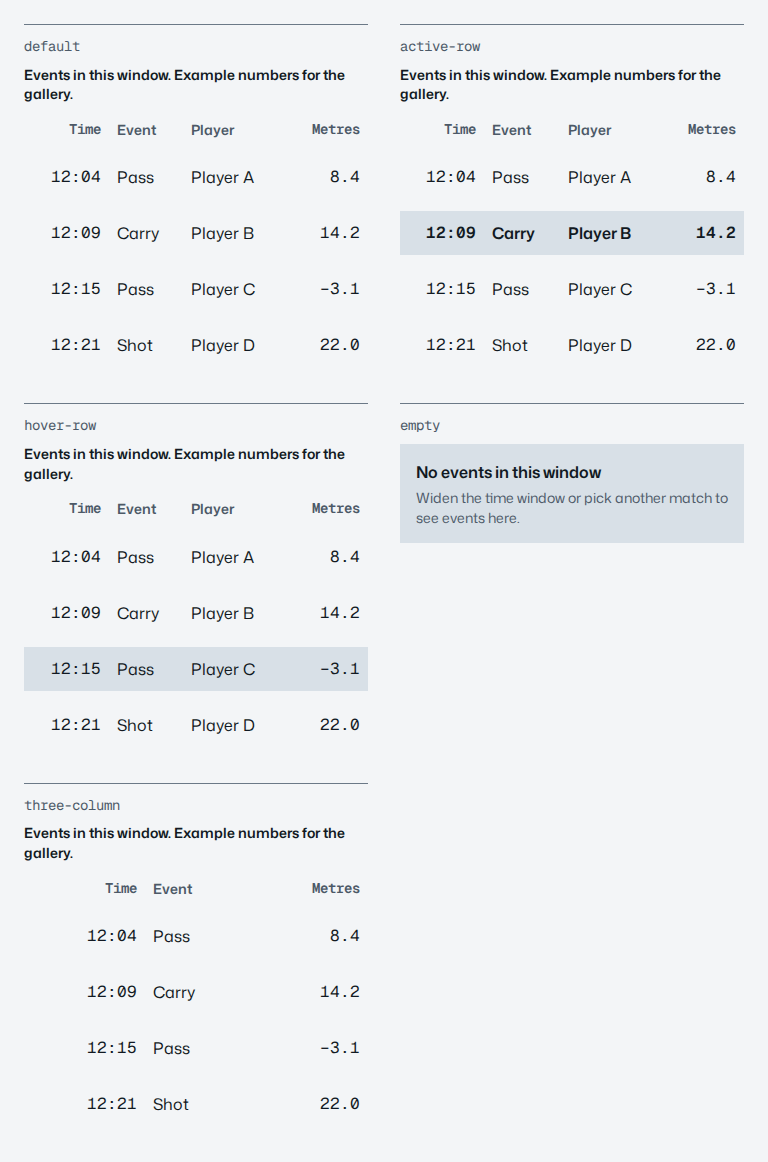 default
Events in this window. Example numbers for the
gallery.
Time Event Player Metres
12:04 Pass Player A 8.4
12:09 Carry Player B 14.2
12:15 Pass Player C −3.1
12:21 Shot Player D 22.0
active-row
Events in this window. Example numbers for the
gallery.
Time Event Player Metres
12:04 Pass Player A 8.4
12:09 Carry Player B 14.2
12:15 Pass Player C −3.1
12:21 Shot Player D 22.0
hover-row
Events in this window. Example numbers for the
gallery.
Time Event Player Metres
12:04 Pass Player A 8.4
12:09 Carry Player B 14.2
12:15 Pass Player C −3.1
12:21 Shot Player D 22.0
empty
No events in this window
Widen the time window or pick another match to
see events here.
three-column
Events in this window. Example numbers for the
gallery.
Time Event Metres
12:04 Pass 8.4
12:09 Carry 14.2
12:15 Pass −3.1
12:21 Shot 22.0